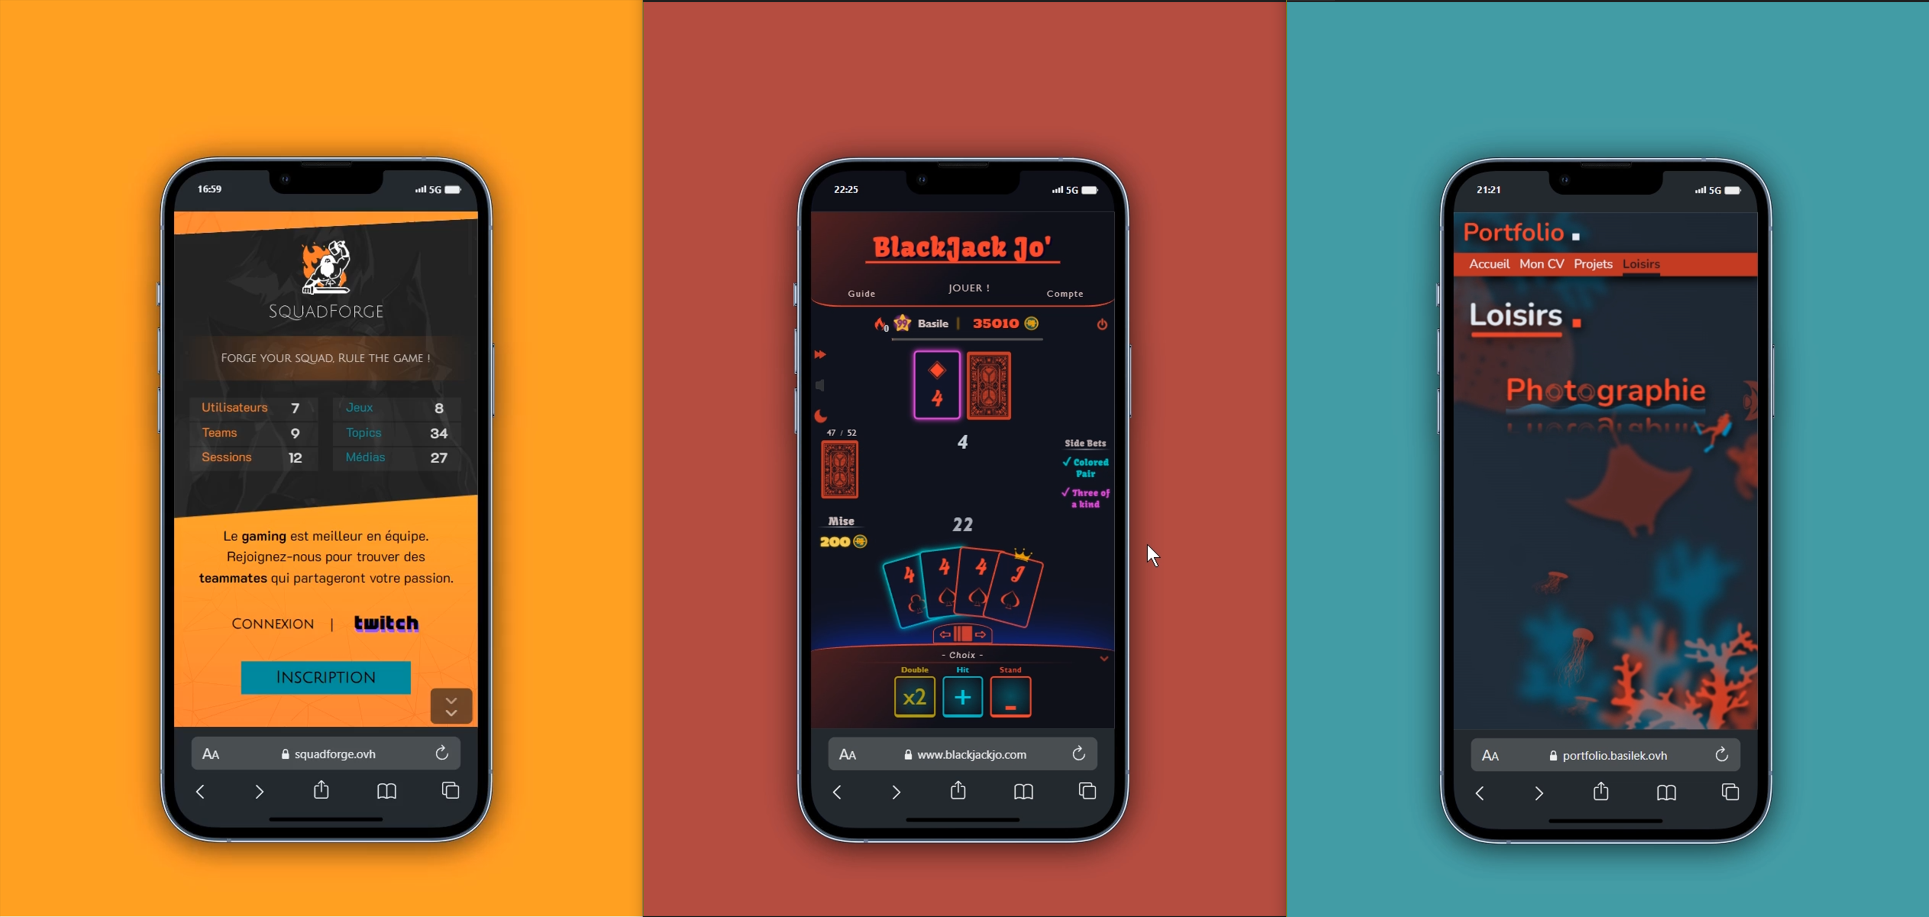 16:59
5G
SquadForge
Forge your squad, Rule the game !
Utilisateurs 7
Teams 9
Sessions 12
Jeux 8
Topics 34
Médias 27
Le gaming est meilleur en équipe.
Rejoignez-nous pour trouver des
teammates qui partageront votre passion.
Connexion | twitch
Inscription
AA squadforge.ovh
22:25
5G
BlackJack Jo'
Guide JOUER ! Compte
0 99 Basile | 35010
4
47 / 52
4
Side Bets
✓ Colored
Pair
✓ Three of
a kind
Mise
200
22
4 4 4 J
- Choix -
Double Hit Stand
x2 + -
AA www.blackjackjo.com
21:21
5G
Portfolio
Accueil Mon CV Projets Loisirs
Loisirs
Photographie
AA portfolio.basilek.ovh